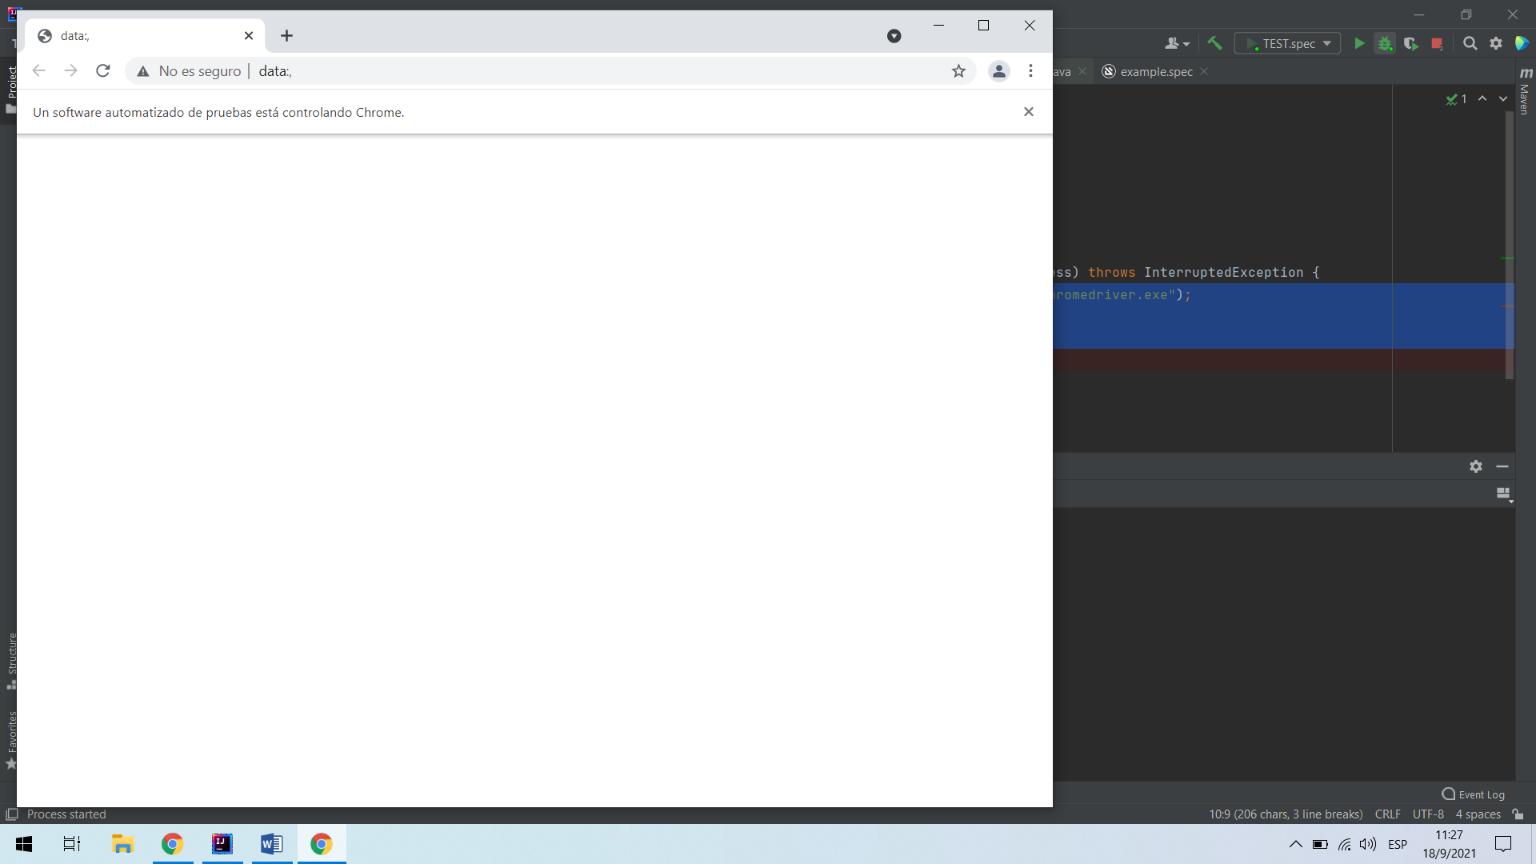 data:,
No es seguro data:,
Un software automatizado de pruebas está controlando Chrome.
TEST.spec
ava
example.spec
1
Project
Maven
ess) throws InterruptedException {
romedriver.exe");
Structure
Favorites
Event Log
Process started
10:9 (206 chars, 3 line breaks) CRLF UTF-8 4 spaces
ESP
11:27
18/9/2021